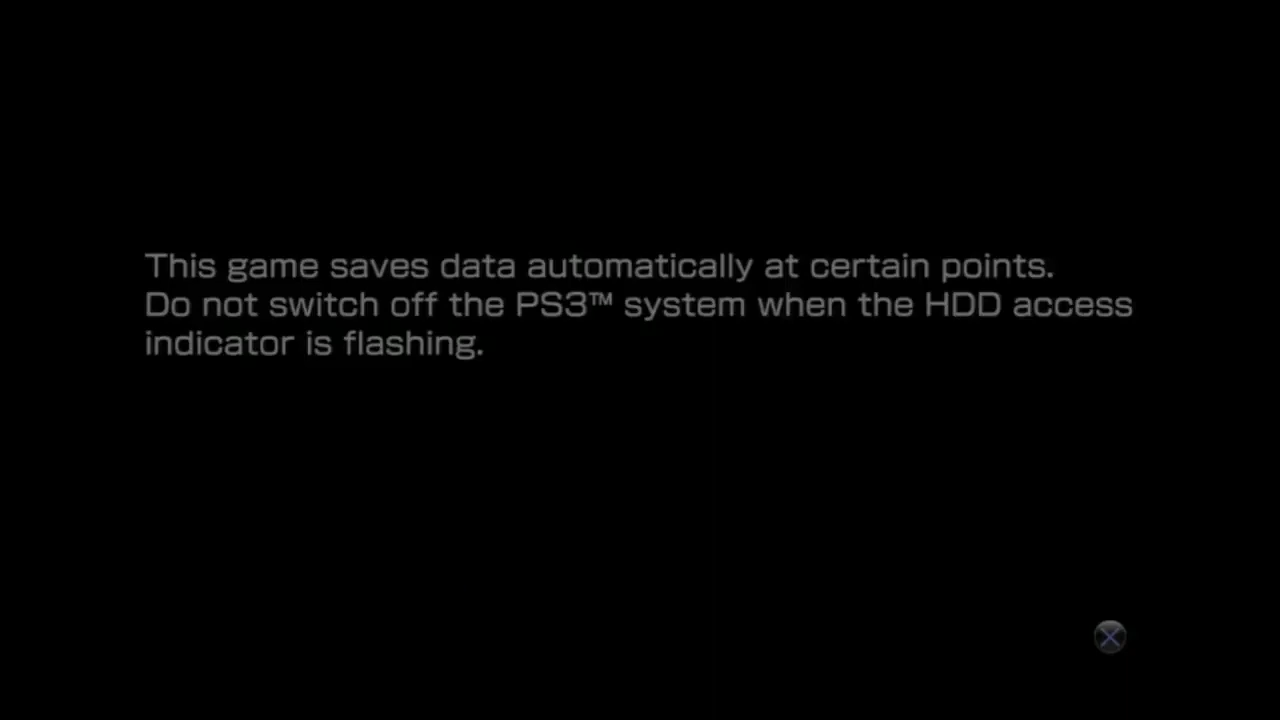 This game saves data automatically at certain points.
Do not switch off the PS3™ system when the HDD access
indicator is flashing.